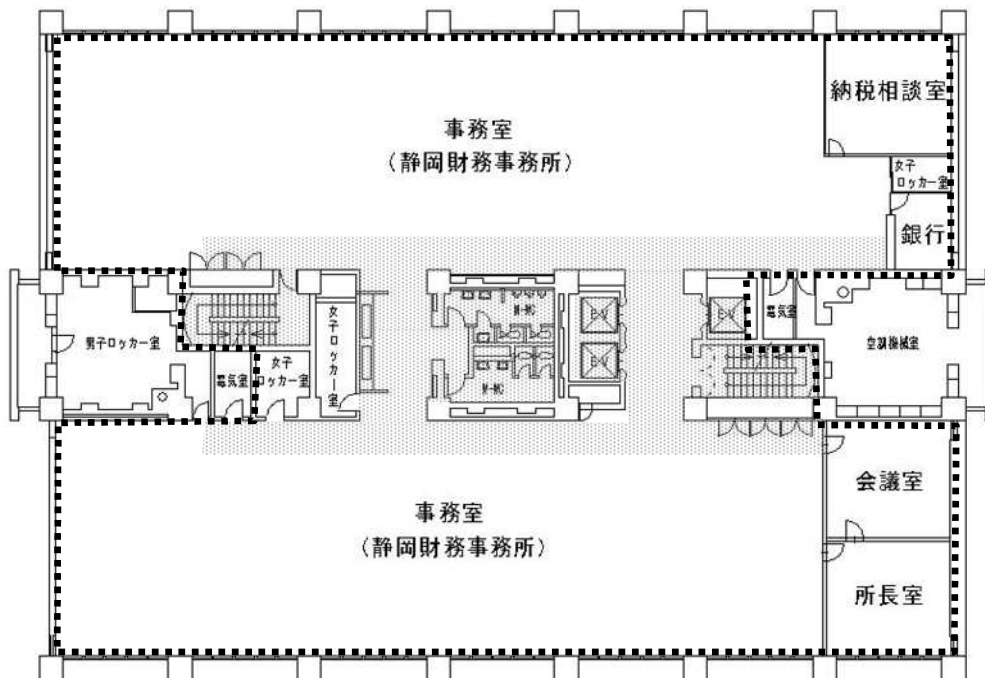 納税相談室
事務室
(静岡財務事務所)
女子
ロッカー室
銀行
男子ロッカー室
電気室
女子
ロッカー室
女子ロッカー室
EV
EV
EV
電気室
空調機械室
事務室
(静岡財務事務所)
会議室
所長室